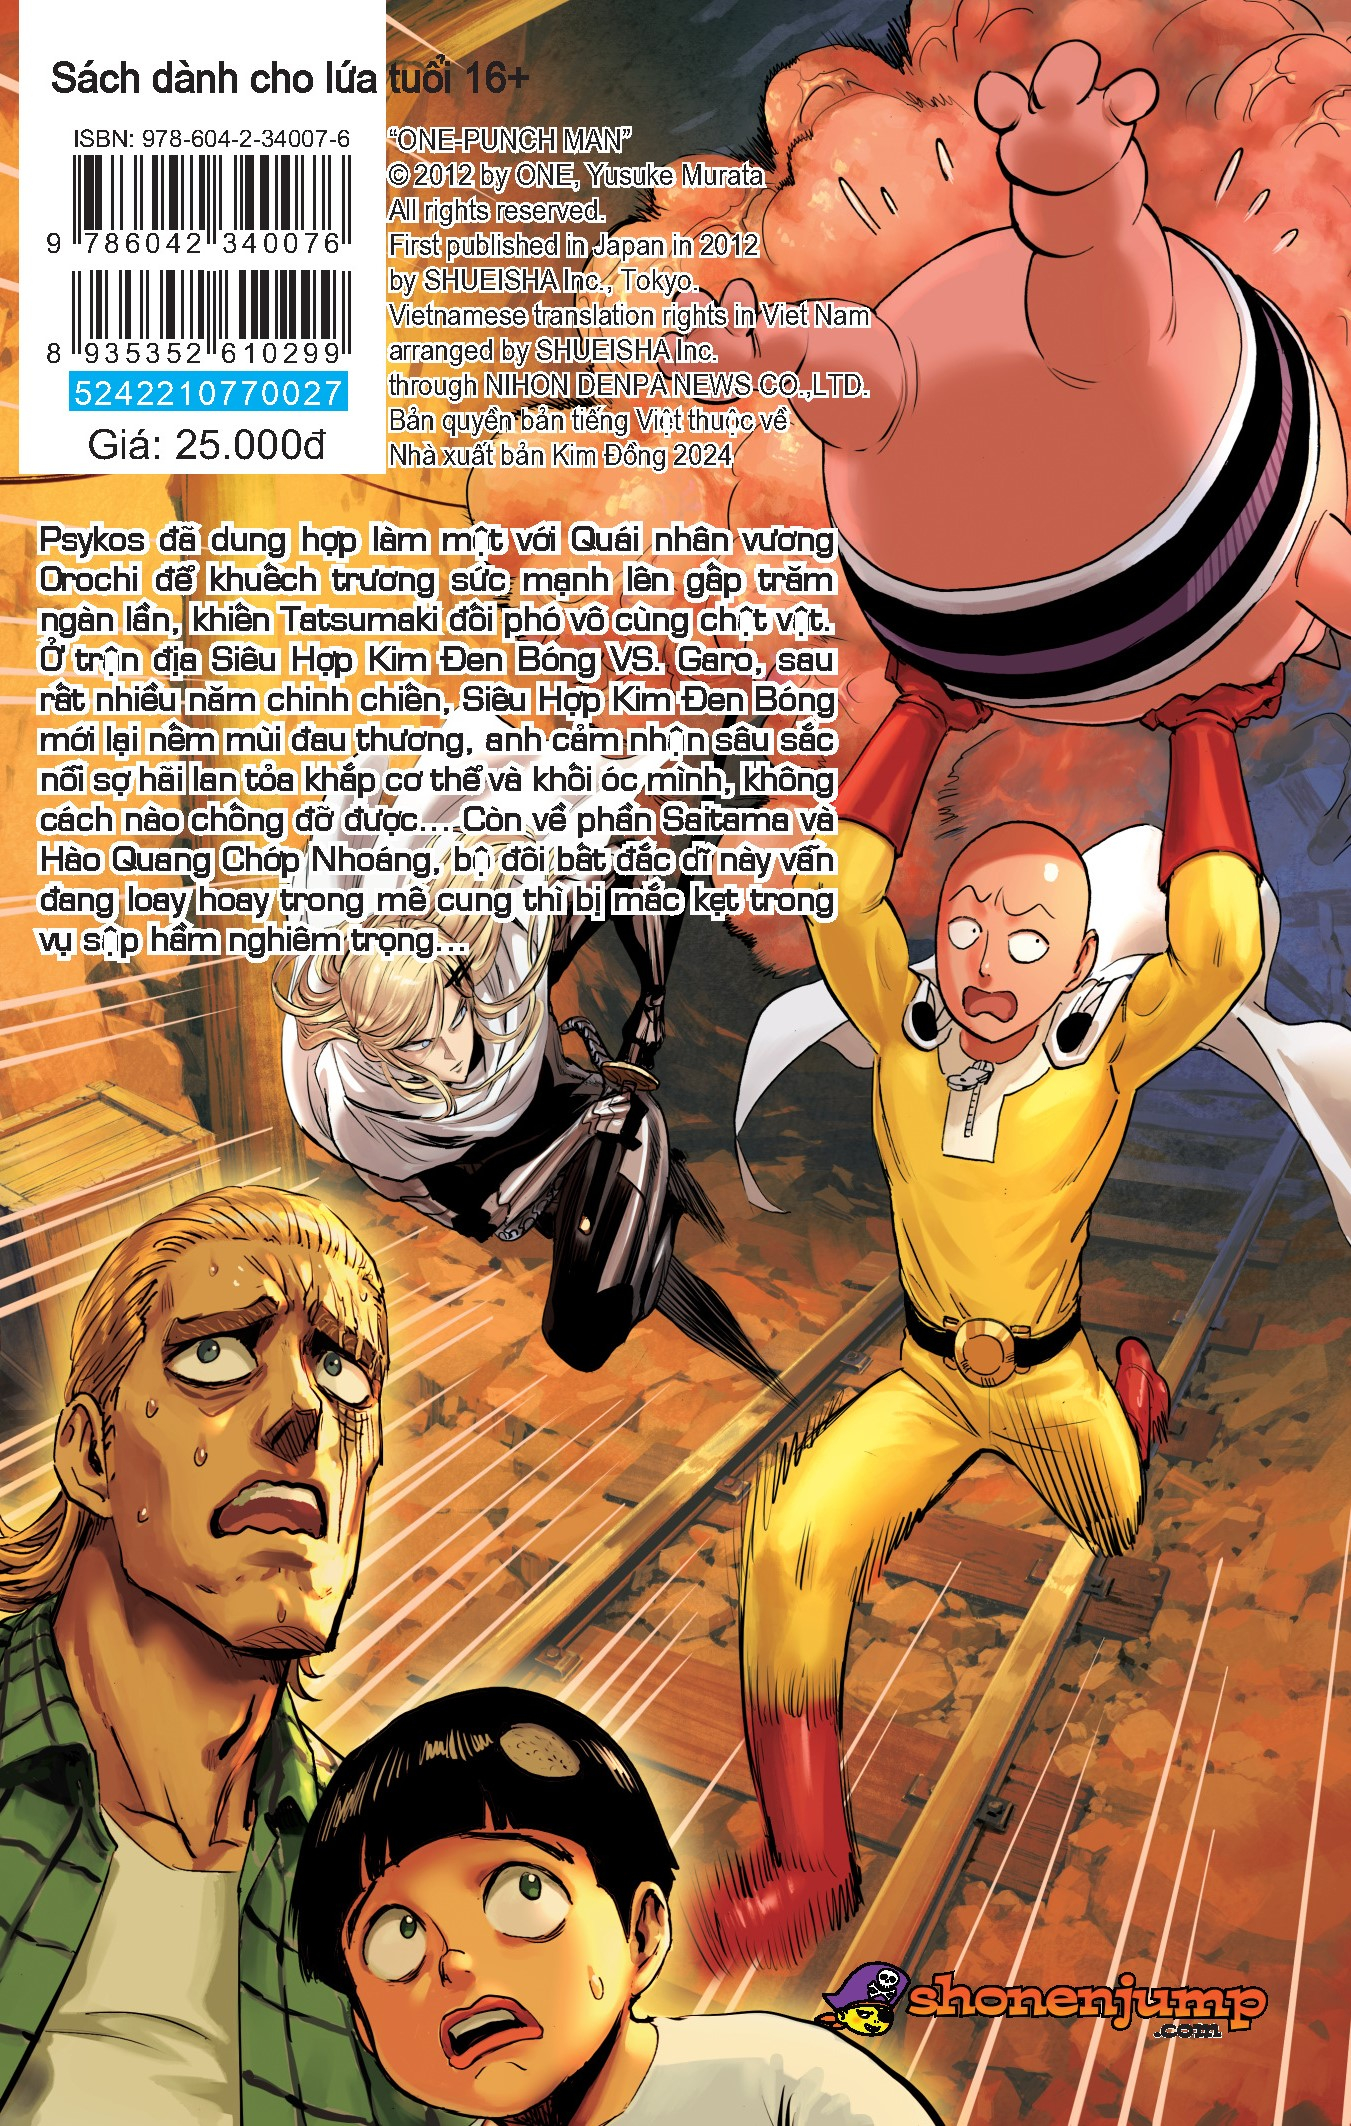 Sách dành cho lứa tuổi 16+
ISBN: 978-604-2-34007-6
9 786042 340076
8 935352 610299
5242210770027
Giá: 25.000đ
“ONE-PUNCH MAN”
© 2012 by ONE, Yusuke Murata
All rights reserved.
First published in Japan in 2012
by SHUEISHA Inc., Tokyo.
Vietnamese translation rights in Viet Nam
arranged by SHUEISHA Inc.
through NIHON DENPA NEWS CO.,LTD.
Bản quyền bản tiếng Việt thuộc về
Nhà xuất bản Kim Đồng 2024
Psykos đã dung hợp làm một với Quái nhân vương
Orochi để khuếch trương sức mạnh lên gấp trăm
ngàn lần, khiến Tatsumaki đối phó vô cùng chật vật.
Ở trận địa Siêu Hợp Kim Đen Bóng VS. Garo, sau
rất nhiều năm chinh chiến, Siêu Hợp Kim Đen Bóng
mới lại nếm mùi đau thương, anh cảm nhận sâu sắc
nỗi sợ hãi lan tỏa khắp cơ thể và khối óc mình, không
cách nào chống đỡ được... Còn về phần Saitama và
Hào Quang Chớp Nhoáng, bộ đôi bất đắc dĩ này vẫn
đang loay hoay trong mê cung thì bị mắc kẹt trong
vụ sập hầm nghiêm trọng...
shonenjump
.com